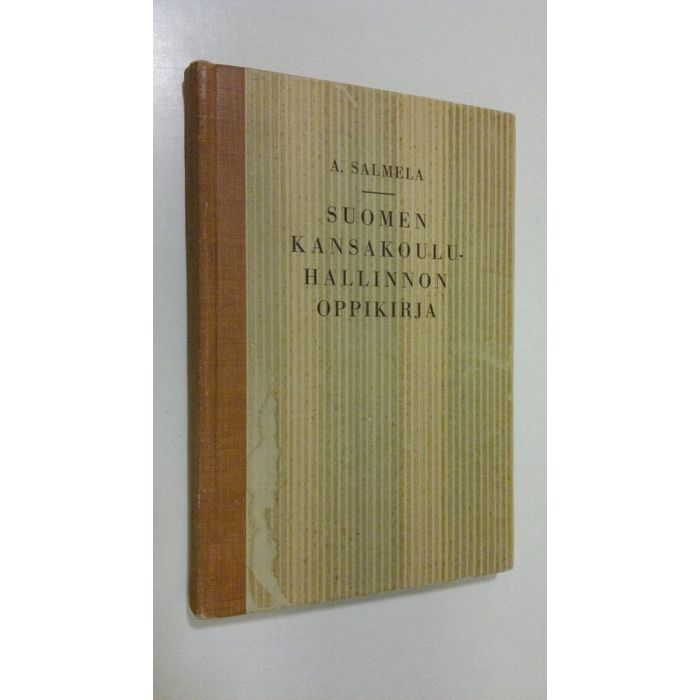 A. SALMELA
SUOMEN
KANSAKOULU-
HALLINNON
OPPIKIRJA